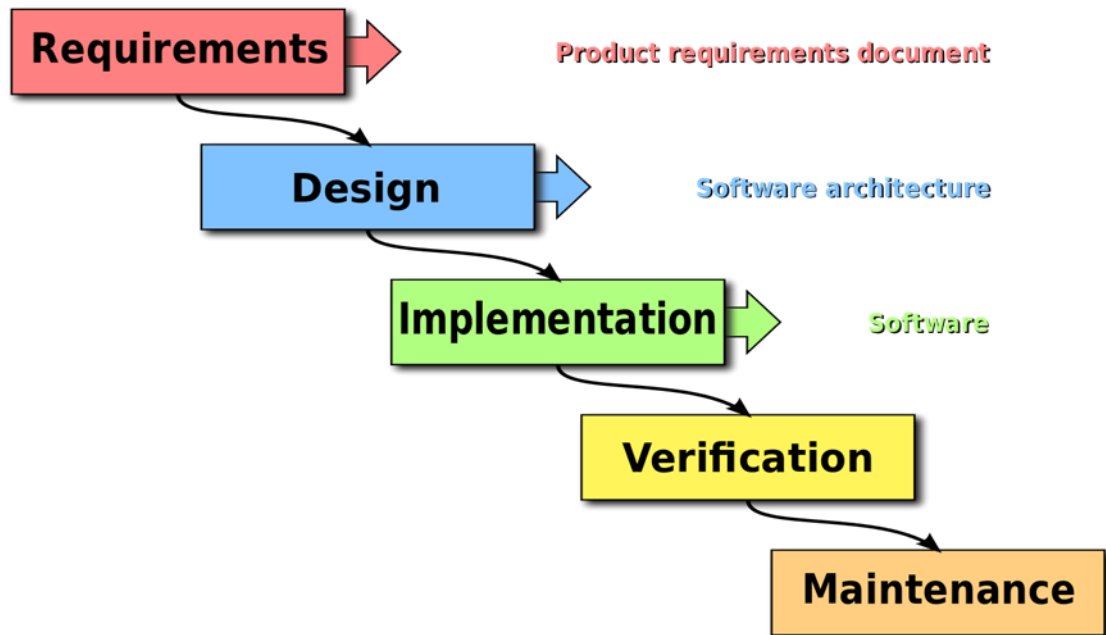 Requirements
Product requirements document
Design
Software architecture
Implementation
Software
Verification
Maintenance